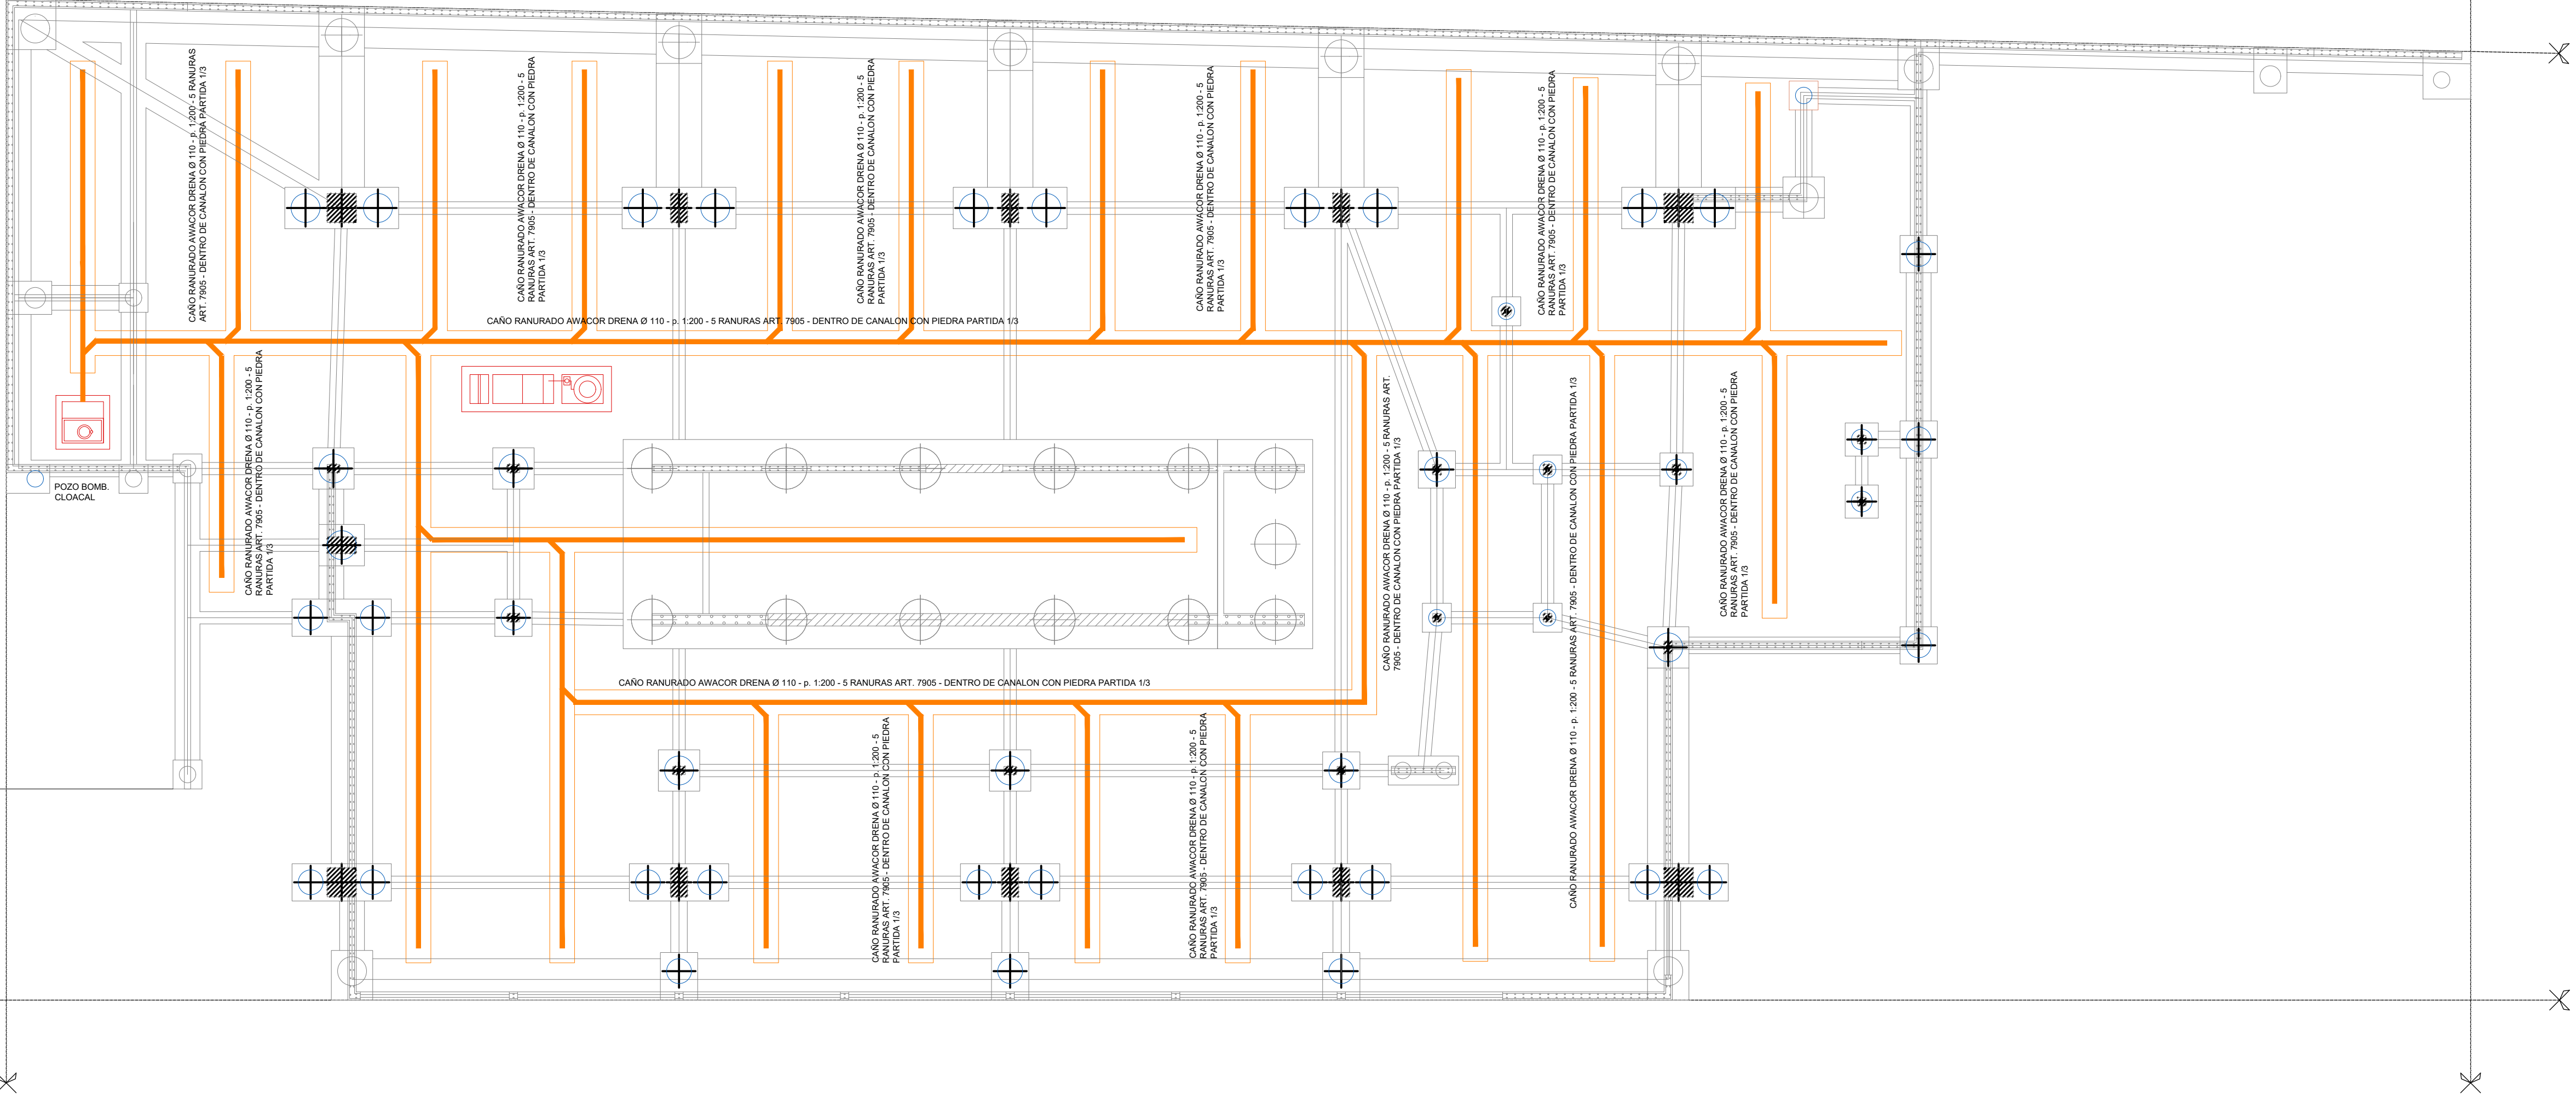 CAÑO RANURADO AWACOR DRENA Ø 110 - p. 1:200 - 5 RANURAS
ART. 7905 - DENTRO DE CANALON CON PIEDRA PARTIDA 1/3
CAÑO RANURADO AWACOR DRENA Ø 110 - p. 1:200 - 5
RANURAS ART. 7905 - DENTRO DE CANALON CON PIEDRA
PARTIDA 1/3
CAÑO RANURADO AWACOR DRENA Ø 110 - p. 1:200 - 5
RANURAS ART. 7905 - DENTRO DE CANALON CON PIEDRA
PARTIDA 1/3
CAÑO RANURADO AWACOR DRENA Ø 110 - p. 1:200 - 5
RANURAS ART. 7905 - DENTRO DE CANALON CON PIEDRA
PARTIDA 1/3
CAÑO RANURADO AWACOR DRENA Ø 110 - p. 1:200 - 5
RANURAS ART. 7905 - DENTRO DE CANALON CON PIEDRA
PARTIDA 1/3
CAÑO RANURADO AWACOR DRENA Ø 110 - p. 1:200 - 5 RANURAS ART. 7905 - DENTRO DE CANALON CON PIEDRA PARTIDA 1/3
CAÑO RANURADO AWACOR DRENA Ø 110 - p. 1:200 - 5
RANURAS ART. 7905 - DENTRO DE CANALON CON PIEDRA
PARTIDA 1/3
POZO BOMB.
CLOACAL
CAÑO RANURADO AWACOR DRENA Ø 110 - p. 1:200 - 5 RANURAS ART.
7905 - DENTRO DE CANALON CON PIEDRA PARTIDA 1/3
CAÑO RANURADO AWACOR DRENA Ø 110 - p. 1:200 - 5 RANURAS ART. 7905 - DENTRO DE CANALON CON PIEDRA PARTIDA 1/3
CAÑO RANURADO AWACOR DRENA Ø 110 - p. 1:200 - 5
RANURAS ART. 7905 - DENTRO DE CANALON CON PIEDRA
PARTIDA 1/3
CAÑO RANURADO AWACOR DRENA Ø 110 - p. 1:200 - 5 RANURAS ART. 7905 - DENTRO DE CANALON CON PIEDRA PARTIDA 1/3
CAÑO RANURADO AWACOR DRENA Ø 110 - p. 1:200 - 5
RANURAS ART. 7905 - DENTRO DE CANALON CON PIEDRA
PARTIDA 1/3
CAÑO RANURADO AWACOR DRENA Ø 110 - p. 1:200 - 5
RANURAS ART. 7905 - DENTRO DE CANALON CON PIEDRA
PARTIDA 1/3